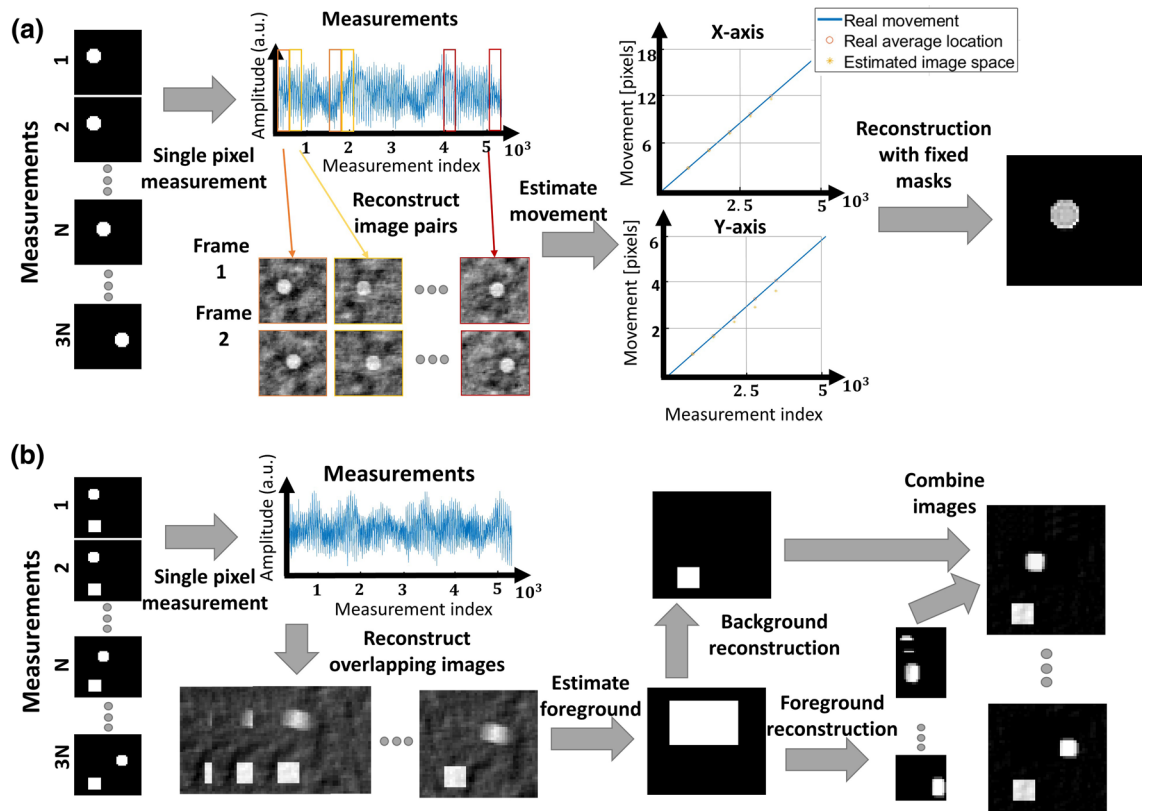 (a)
Measurements
1
2
N
3N
Single pixel
measurement
Measurements
Amplitude (a.u.)
1 2 3 4 5 10³
Measurement index
Reconstruct
image pairs
Frame
1
Frame
2
Estimate
movement
X-axis
Movement [pixels]
18
12
6
2.5 5 10³
Real movement
Real average location
Estimated image space
Y-axis
Movement [pixels]
6
4
2
2.5 5 10³
Measurement index
Reconstruction
with fixed
masks
(b)
Measurements
1
2
N
3N
Single pixel
measurement
Measurements
Amplitude (a.u.)
1 2 3 4 5 10³
Measurement index
Reconstruct
overlapping images
Estimate
foreground
Background
reconstruction
Foreground
reconstruction
Combine
images